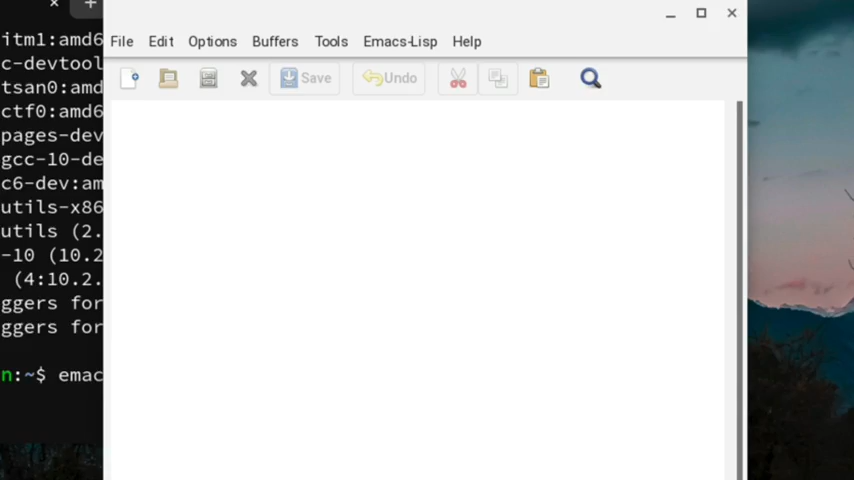 itml:amd6
c-devtool
tsan0:amd
ctf0:amd6
pages-dev
gcc-10-de
c6-dev:am
utils-x86
utils (2.
-10 (10.2
(4:10.2.
ggers for
ggers for
n:~$ emac
File Edit Options Buffers Tools Emacs-Lisp Help
Save Undo